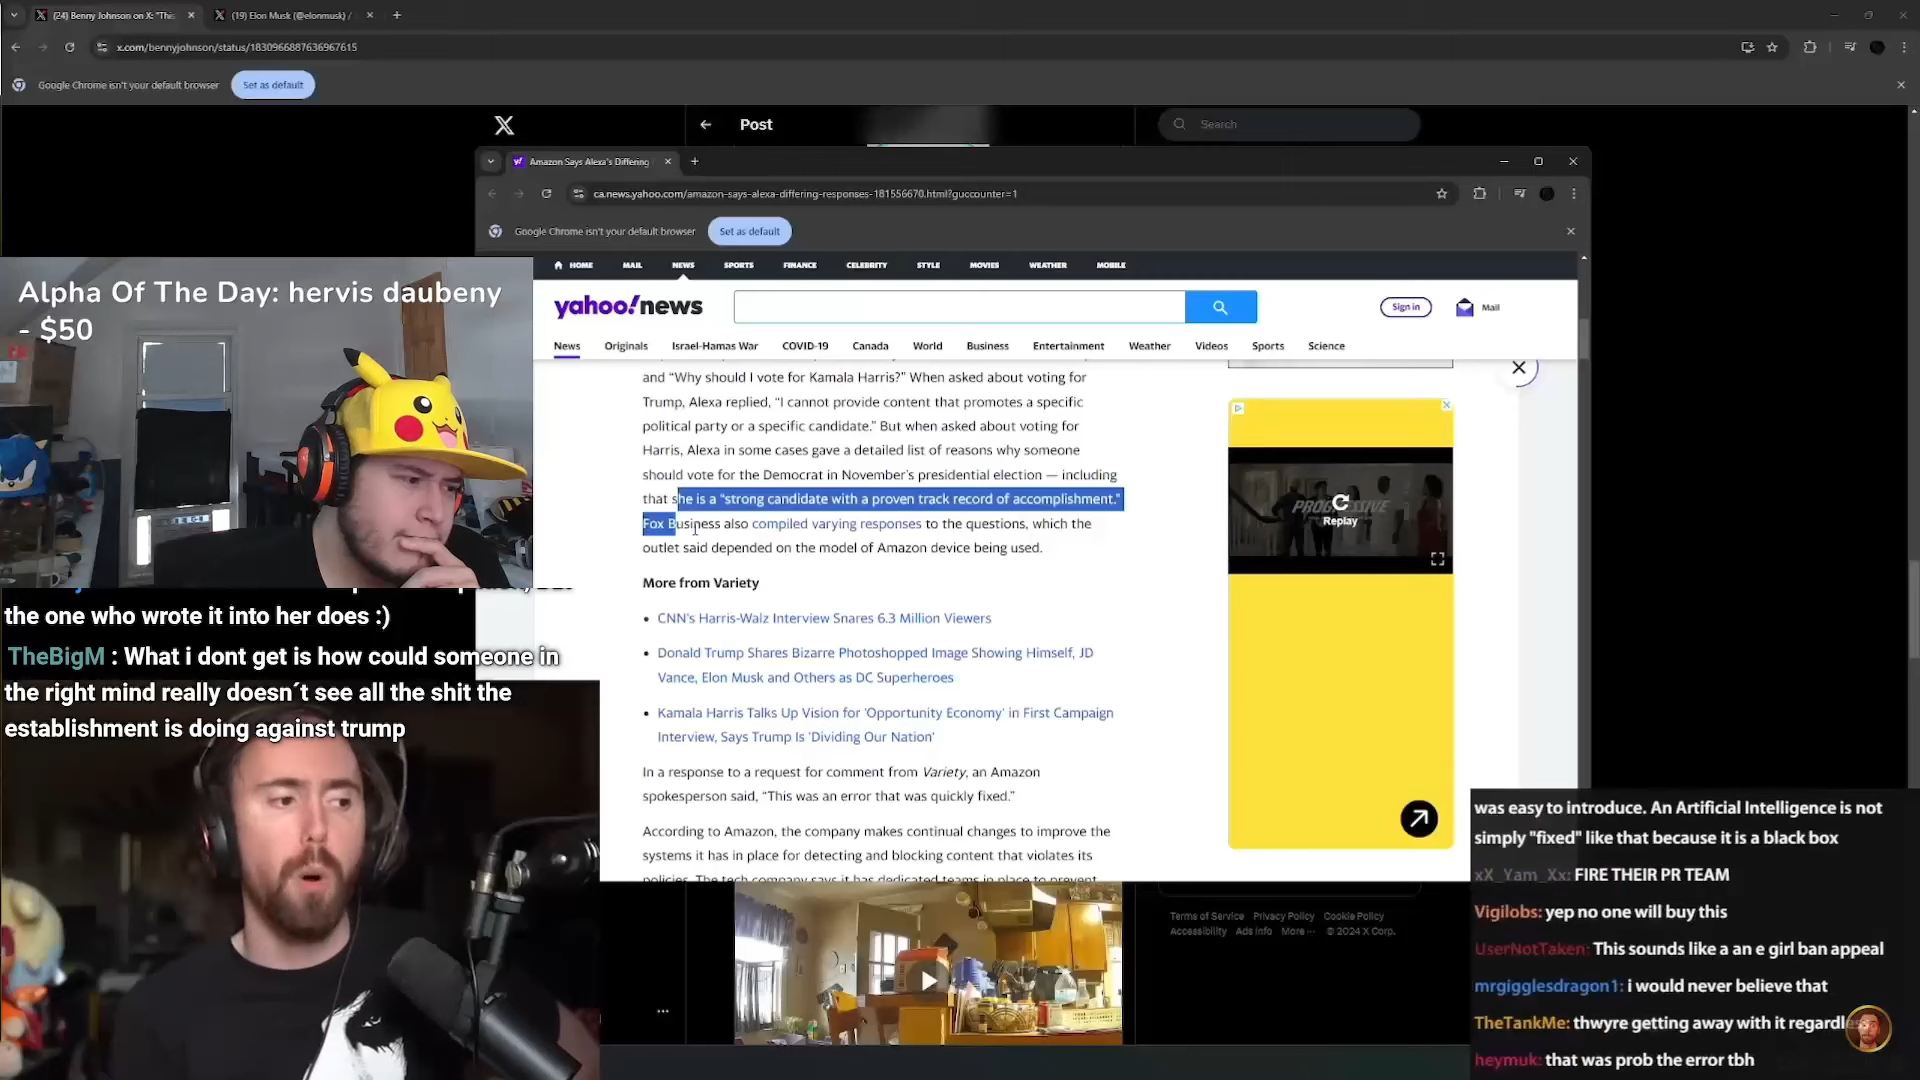 (24) Benny Johnson on X: "This
(19) Elon Musk (@elonmusk) /
x.com/bennyjohnson/status/1830966887636967615
Google Chrome isn't your default browser
Set as default
Post
Search
Amazon Says Alexa's Differing
ca.news.yahoo.com/amazon-says-alexa-differing-responses-181556670.html?guccounter=1
Google Chrome isn't your default browser
Set as default
HOME MAIL NEWS SPORTS FINANCE CELEBRITY STYLE MOVIES WEATHER MOBILE
yahoo!news
Sign in
Mail
News Originals Israel-Hamas War COVID-19 Canada World Business Entertainment Weather Videos Sports Science
and “Why should I vote for Kamala Harris?” When asked about voting for
Trump, Alexa replied, “I cannot provide content that promotes a specific
political party or a specific candidate.” But when asked about voting for
Harris, Alexa in some cases gave a detailed list of reasons why someone
should vote for the Democrat in November’s presidential election — including
that she is a “strong candidate with a proven track record of accomplishment.”
Fox Business also compiled varying responses to the questions, which the
outlet said depended on the model of Amazon device being used.
More from Variety
CNN's Harris-Walz Interview Snares 6.3 Million Viewers
Donald Trump Shares Bizarre Photoshopped Image Showing Himself, JD
Vance, Elon Musk and Others as DC Superheroes
Kamala Harris Talks Up Vision for 'Opportunity Economy' in First Campaign
Interview, Says Trump Is 'Dividing Our Nation'
In a response to a request for comment from Variety, an Amazon
spokesperson said, “This was an error that was quickly fixed.”
According to Amazon, the company makes continual changes to improve the
systems it has in place for detecting and blocking content that violates its
policies. The tech company says it has dedicated teams in place to prevent
PROGRESSIVE
Replay
Alpha Of The Day: hervis daubeny
- $50
the one who wrote it into her does :)
TheBigM : What i dont get is how could someone in
the right mind really doesn´t see all the shit the
establishment is doing against trump
Terms of Service Privacy Policy Cookie Policy
Accessibility Ads info More ··· © 2024 X Corp.
was easy to introduce. An Artificial Intelligence is not
simply "fixed" like that because it is a black box
xX_Yam_Xx: FIRE THEIR PR TEAM
Vigilobs: yep no one will buy this
UserNotTaken: This sounds like a an e girl ban appeal
mrgigglesdragon1: i would never believe that
TheTankMe: thwyre getting away with it regardles
heymuk: that was prob the error tbh